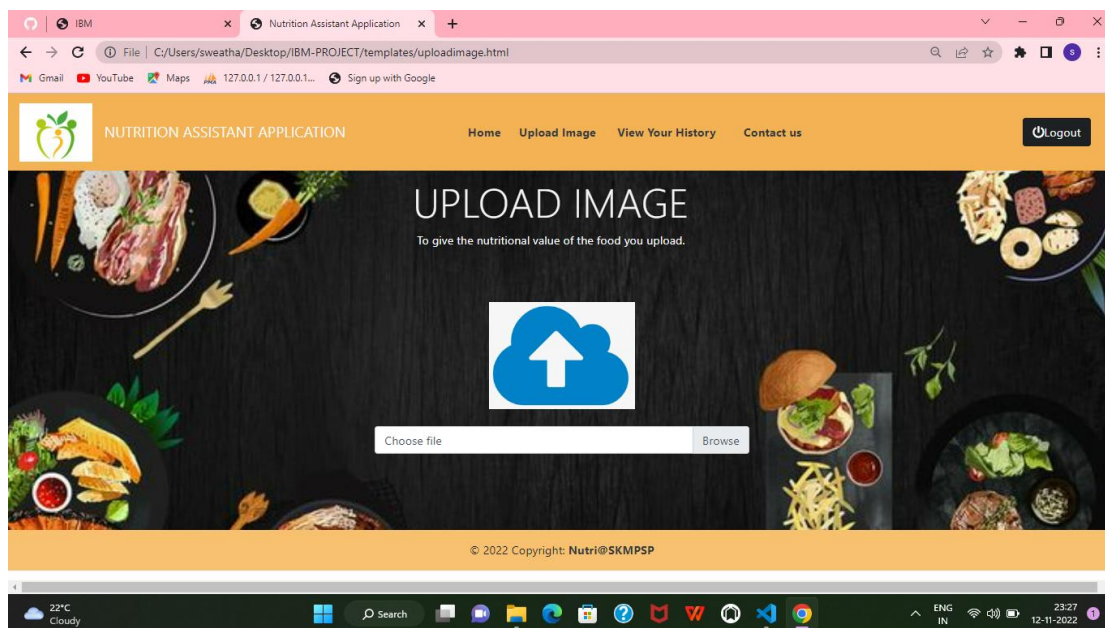 IBM
Nutrition Assistant Application
File | C:/Users/sweatha/Desktop/IBM-PROJECT/templates/uploadimage.html
S
Gmail YouTube Maps 127.0.0.1 / 127.0.0.1... Sign up with Google
NUTRITION ASSISTANT APPLICATION Home Upload Image View Your History Contact us Logout
UPLOAD IMAGE
To give the nutritional value of the food you upload.
Choose file Browse
© 2022 Copyright: Nutri@SKMPSP
22°C
Cloudy
Search
ENG
IN
23:27
12-11-2022
1